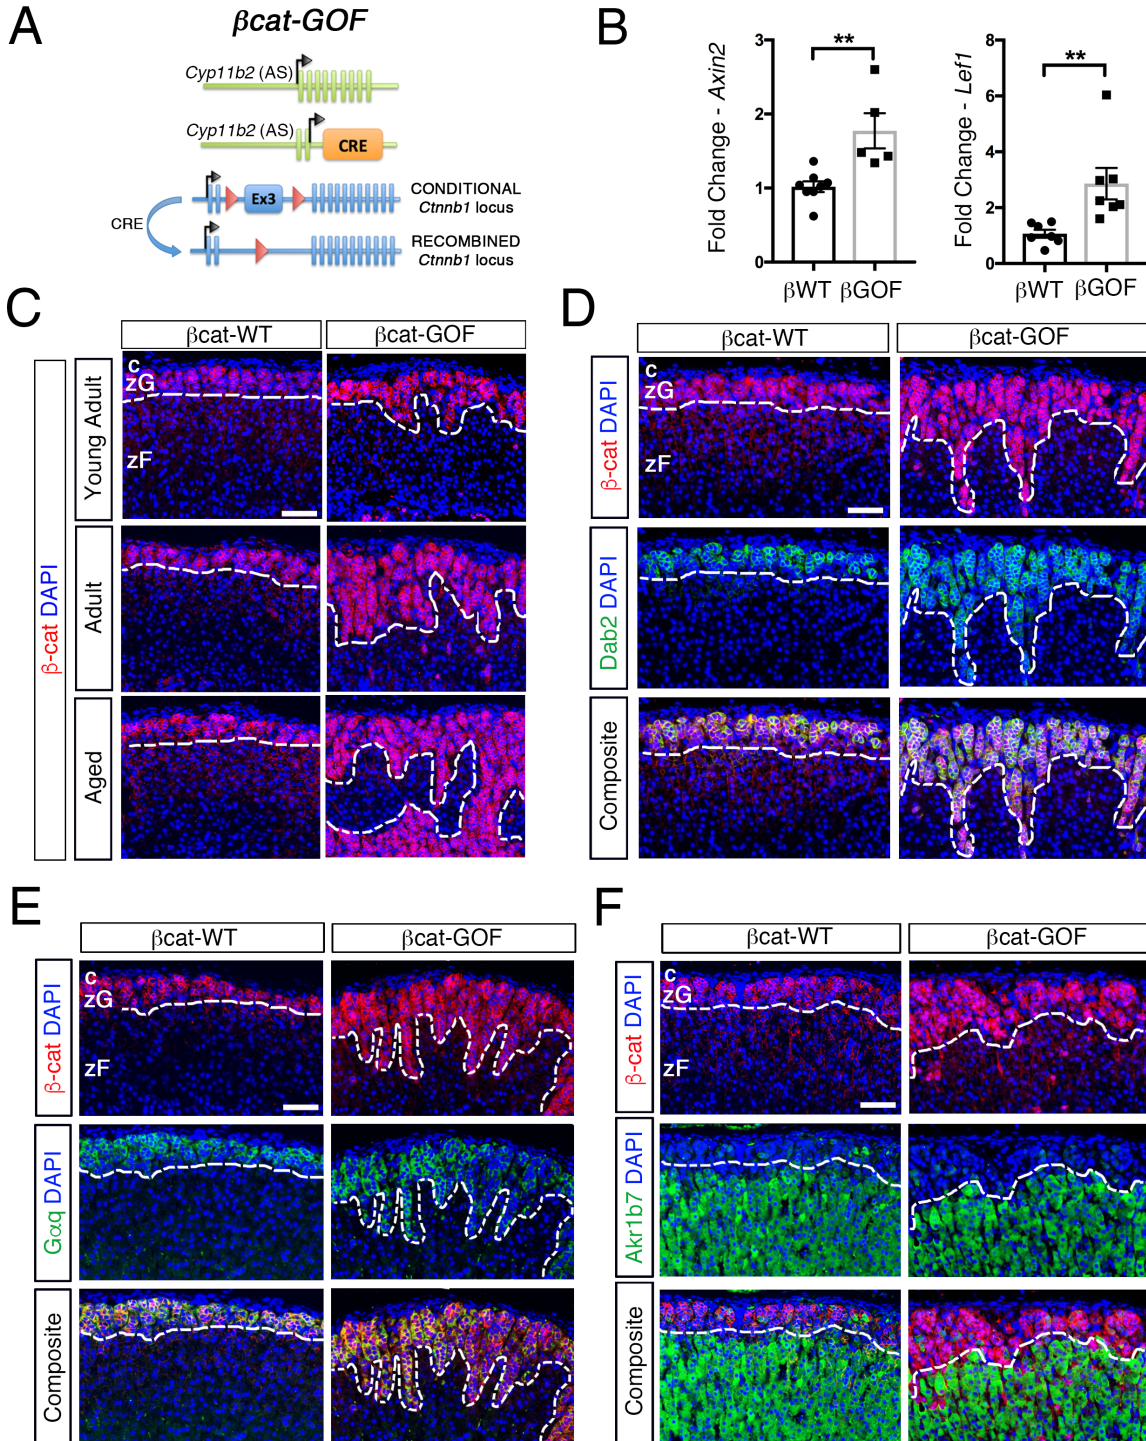 A
βcat-GOF
Cyp11b2 (AS)
Cyp11b2 (AS)
CRE
Ex3
CONDITIONAL
Ctnnb1 locus
CRE
RECOMBINED
Ctnnb1 locus
B
Fold Change - Axin2
3
2
1
0
**
βWT
βGOF
Fold Change - Lef1
8
6
4
2
0
**
βWT
βGOF
C
βcat-WT
βcat-GOF
β-cat DAPI
Young Adult
c
zG
zF
Adult
Aged
D
βcat-WT
βcat-GOF
β-cat DAPI
c
zG
zF
Dab2 DAPI
Composite
E
βcat-WT
βcat-GOF
β-cat DAPI
c
zG
zF
Gαq DAPI
Composite
F
βcat-WT
βcat-GOF
β-cat DAPI
c
zG
zF
Akr1b7 DAPI
Composite